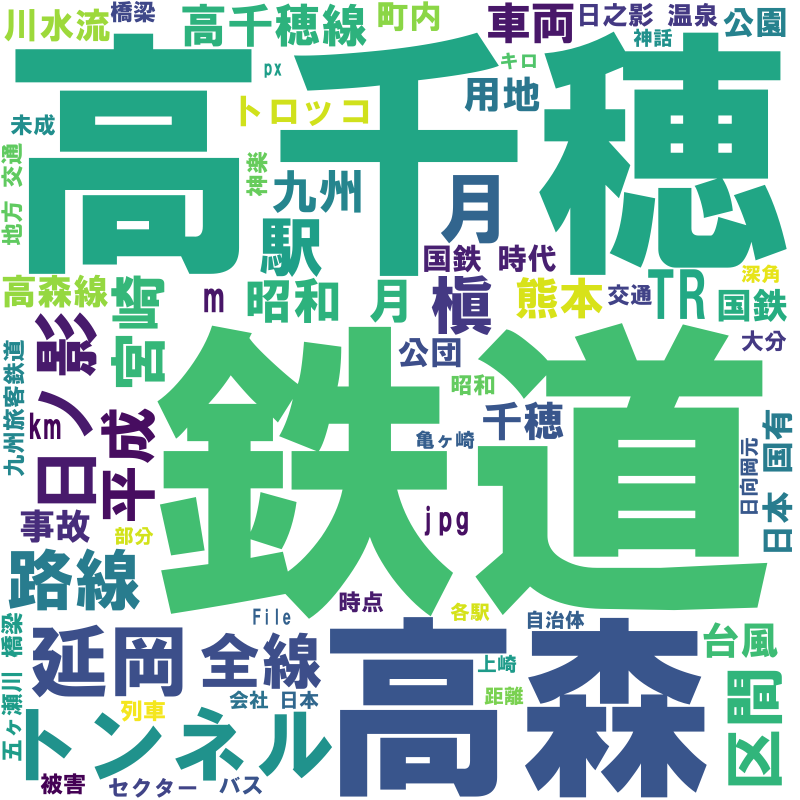 橋梁
川水流
高千穂線
町内
車両
日之影 温泉
公園
神話
高千穂
px
キロ
用地
トロッコ
未成
地方 交通
神楽
九州
月
駅
国鉄 時代
高森線
宮崎
m
昭和 月
槇
熊本
交通
TR
深角
国鉄
大分
日ノ影
九州旅客鉄道
km
平成
公団
昭和
亀ヶ崎
千穂
鉄道
日向岡元
日本 国有
jpg
事故
部分
路線
時点
File
各駅
自治体
五ヶ瀬川 橋梁
延岡
全線
高森
台風
上崎
距離
区間
会社 日本
列車
トンネル
被害
セクター
バス